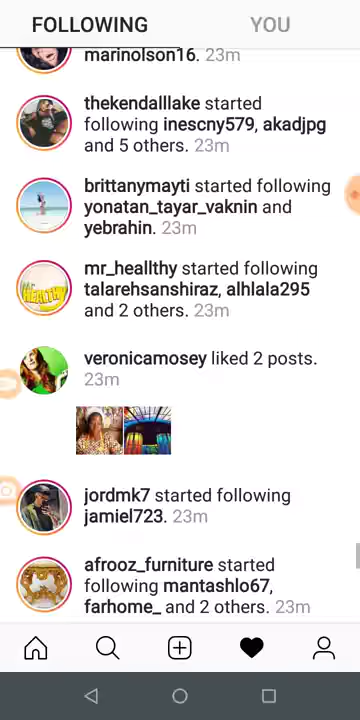 FOLLOWING YOU
marinolson16. 23m
thekendalllake started
following inescny579, akadjpg
and 5 others. 23m
brittanymayti started following
yonatan_tayar_vaknin and
yebrahin. 23m
mr_heallthy started following
talarehsanshiraz, alhlala295
and 2 others. 23m
veronicamosey liked 2 posts.
23m
jordmk7 started following
jamiel723. 23m
afrooz_furniture started
following mantashlo67,
farhome_ and 2 others. 23m